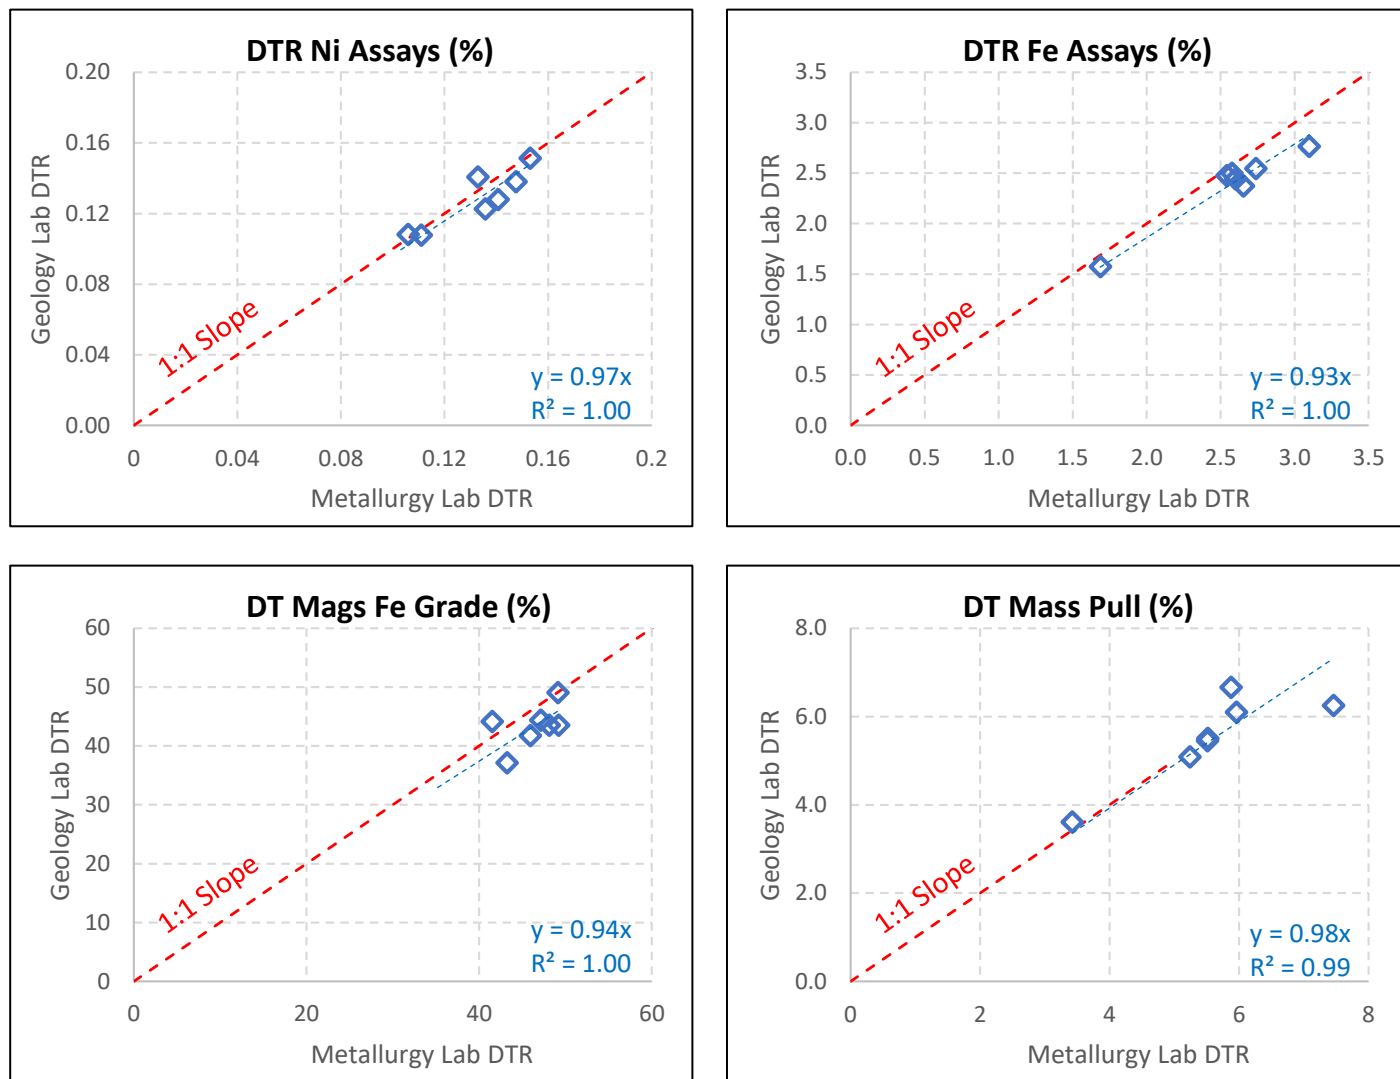 DTR Ni Assays (%)
0.20
0.16
0.12
0.08
0.04
0.00
Geology Lab DTR
1:1 Slope
y = 0.97x
R² = 1.00
0 0.04 0.08 0.12 0.16 0.2
Metallurgy Lab DTR
DTR Fe Assays (%)
3.5
3.0
2.5
2.0
1.5
1.0
0.5
0.0
Geology Lab DTR
1:1 Slope
y = 0.93x
R² = 1.00
0.0 0.5 1.0 1.5 2.0 2.5 3.0 3.5
Metallurgy Lab DTR
DT Mags Fe Grade (%)
60
50
40
30
20
10
0
Geology Lab DTR
1:1 Slope
y = 0.94x
R² = 1.00
0 20 40 60
Metallurgy Lab DTR
DT Mass Pull (%)
8.0
6.0
4.0
2.0
0.0
Geology Lab DTR
1:1 Slope
y = 0.98x
R² = 0.99
0 2 4 6 8
Metallurgy Lab DTR